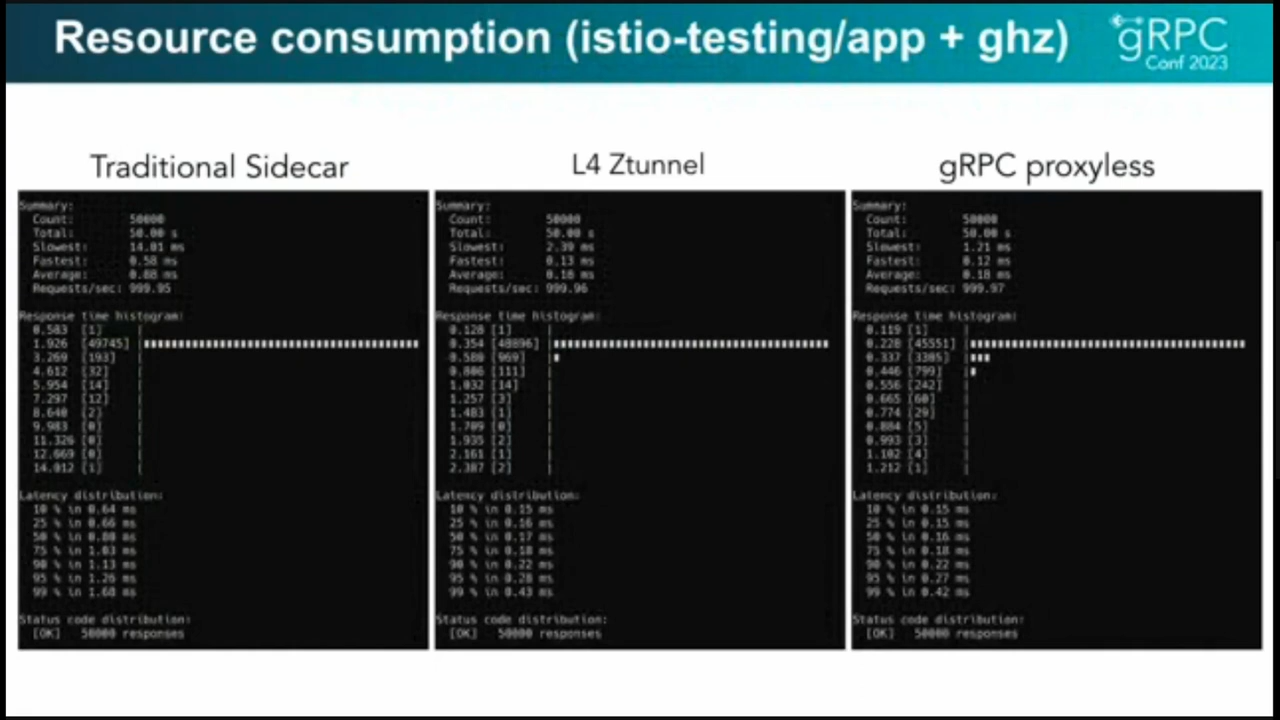 Resource consumption (istio-testing/app + ghz)
gRPC
Conf 2023
Traditional Sidecar
Summary:
Count: 50000
Total: 50.00 s
Slowest: 14.01 ms
Fastest: 0.58 ms
Average: 0.88 ms
Requests/sec: 999.95
Response time histogram:
0.583 [1] |
1.926 [49745] |
3.269 [193] |
4.612 [32] |
5.954 [14] |
7.297 [12] |
8.640 [2] |
9.983 [0] |
11.326 [0] |
12.669 [0] |
14.012 [1] |
Latency distribution:
10 % in 0.64 ms
25 % in 0.66 ms
50 % in 0.80 ms
75 % in 1.03 ms
90 % in 1.13 ms
95 % in 1.26 ms
99 % in 1.68 ms
Status code distribution:
[OK] 50000 responses
L4 Ztunnel
Summary:
Count: 50000
Total: 50.00 s
Slowest: 2.39 ms
Fastest: 0.13 ms
Average: 0.18 ms
Requests/sec: 999.96
Response time histogram:
0.128 [1] |
0.354 [48896] |
0.580 [969] |
0.806 [111] |
1.032 [14] |
1.257 [3] |
1.483 [1] |
1.709 [0] |
1.935 [2] |
2.161 [1] |
2.387 [2] |
Latency distribution:
10 % in 0.15 ms
25 % in 0.16 ms
50 % in 0.17 ms
75 % in 0.18 ms
90 % in 0.22 ms
95 % in 0.28 ms
99 % in 0.43 ms
Status code distribution:
[OK] 50000 responses
gRPC proxyless
Summary:
Count: 50000
Total: 50.00 s
Slowest: 1.21 ms
Fastest: 0.12 ms
Average: 0.18 ms
Requests/sec: 999.97
Response time histogram:
0.119 [1] |
0.228 [45551] |
0.337 [3305] |
0.446 [799] |
0.556 [242] |
0.665 [60] |
0.774 [29] |
0.884 [5] |
0.993 [3] |
1.102 [4] |
1.212 [1] |
Latency distribution:
10 % in 0.15 ms
25 % in 0.15 ms
50 % in 0.16 ms
75 % in 0.18 ms
90 % in 0.22 ms
95 % in 0.27 ms
99 % in 0.42 ms
Status code distribution:
[OK] 50000 responses